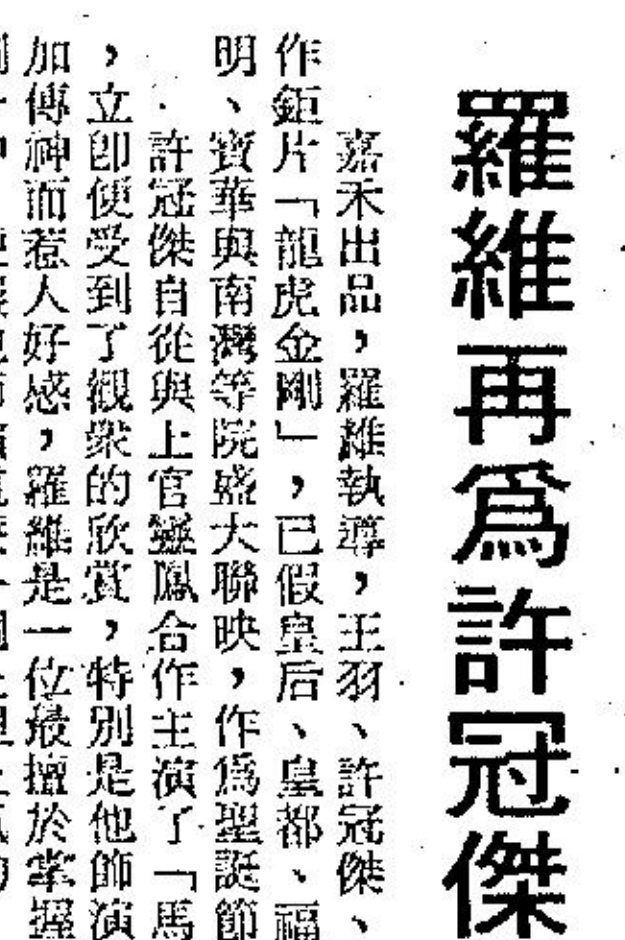 羅維再為許冠傑
嘉禾出品，羅維執導，王羽、許冠傑、
作鉅片「龍虎金剛」，已假皇后、皇都、福
明、寶華與南灣等院盛大聯映，作為聖誕節
許冠傑自從與上官靈鳳合作主演了「馬
，立即便受到了觀衆的欣賞，特別是他飾演
加傳神而惹人好感，羅維是一位最擅於掌握